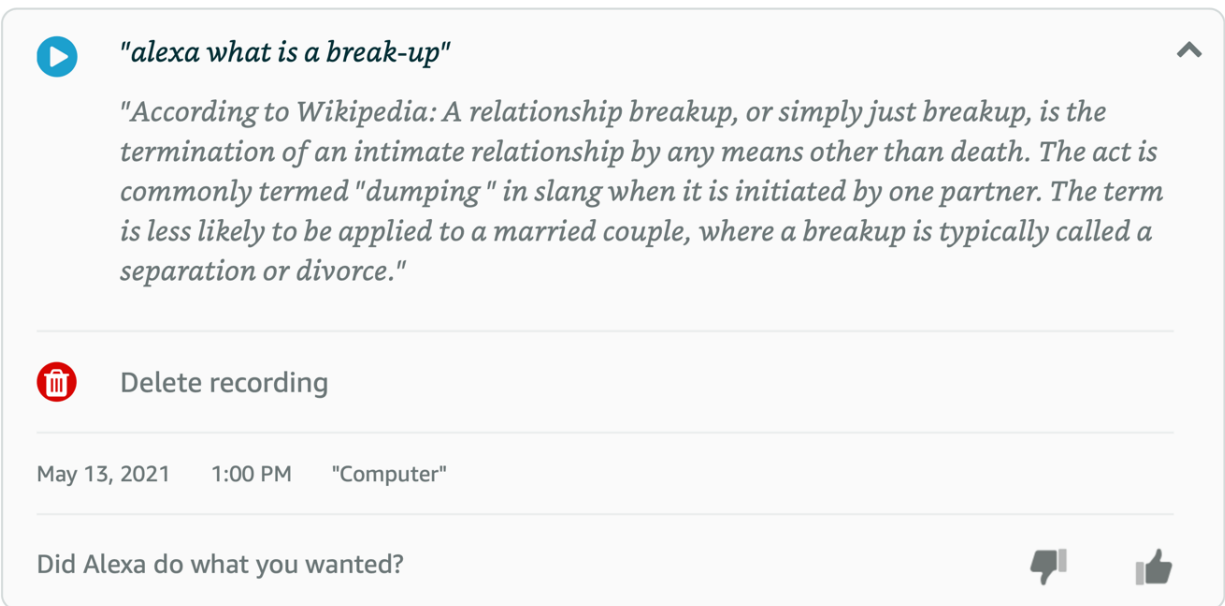 "alexa what is a break-up"
"According to Wikipedia: A relationship breakup, or simply just breakup, is the
termination of an intimate relationship by any means other than death. The act is
commonly termed "dumping " in slang when it is initiated by one partner. The term
is less likely to be applied to a married couple, where a breakup is typically called a
separation or divorce."
Delete recording
May 13, 2021 1:00 PM "Computer"
Did Alexa do what you wanted?